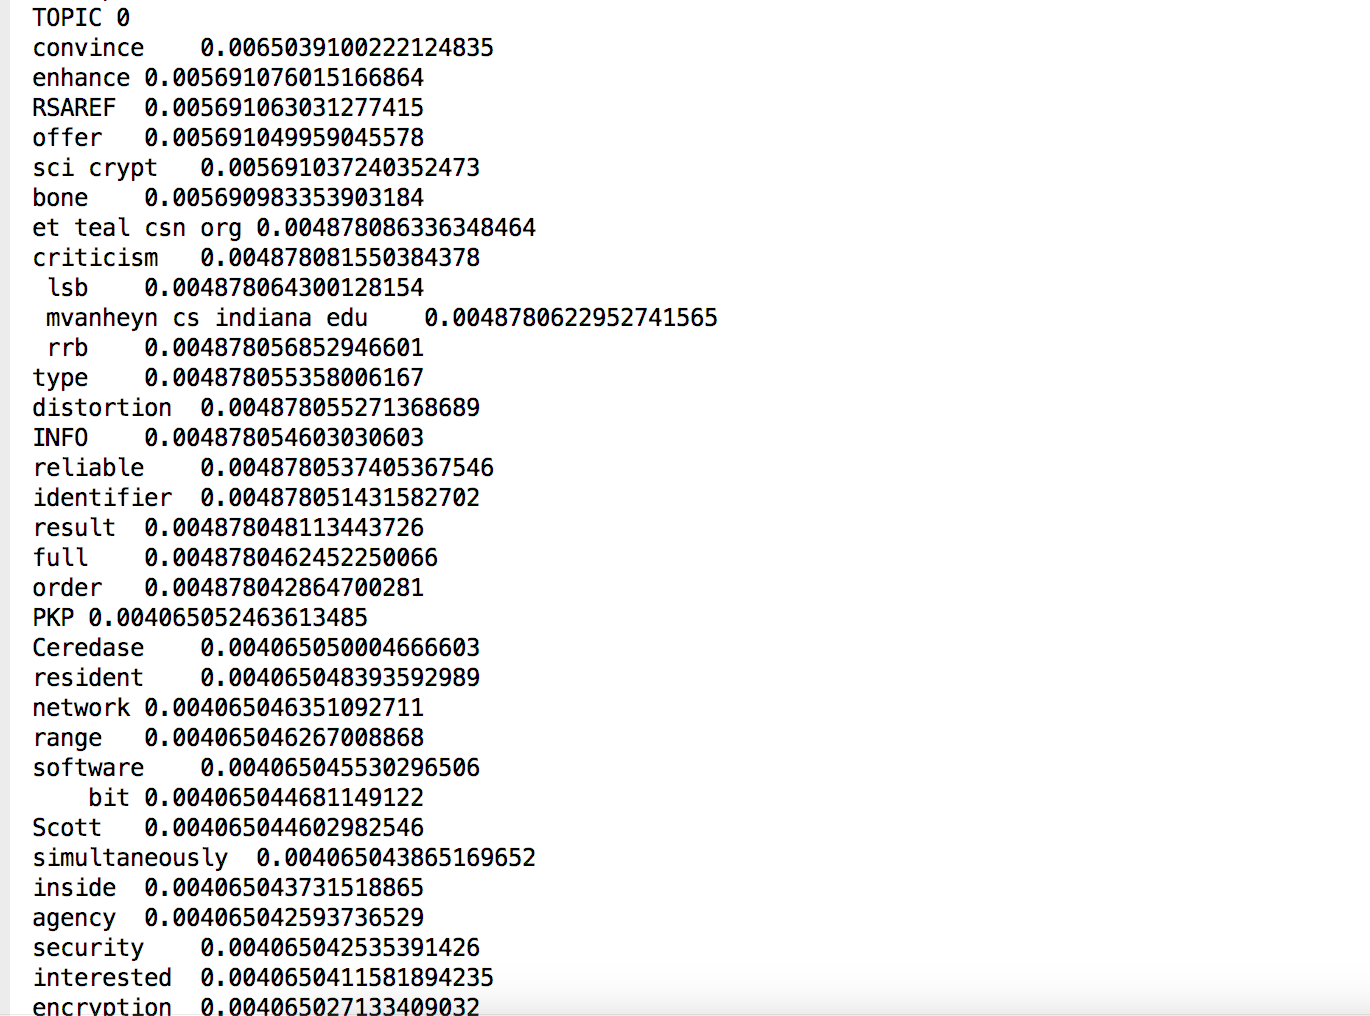 TOPIC 0
convince    0.0065039100222124835
enhance 0.005691076015166864
RSAREF  0.005691063031277415
offer   0.005691049959045578
sci crypt   0.005691037240352473
bone    0.005690983353903184
et teal csn org 0.004878086336348464
criticism   0.004878081550384378
lsb    0.004878064300128154
mvanheyn cs indiana edu    0.0048780622952741565
rrb    0.004878056852946601
type    0.004878055358006167
distortion  0.004878055271368689
INFO    0.004878054603030603
reliable    0.0048780537405367546
identifier  0.004878051431582702
result  0.004878048113443726
full    0.0048780462452250066
order   0.004878042864700281
PKP 0.004065052463613485
Ceredase    0.004065050004666603
resident    0.004065048393592989
network 0.004065046351092711
range   0.004065046267008868
software    0.004065045530296506
bit 0.004065044681149122
Scott   0.004065044602982546
simultaneously  0.004065043865169652
inside  0.004065043731518865
agency  0.004065042593736529
security    0.004065042535391426
interested  0.0040650411581894235
encryption  0.004065027133409032